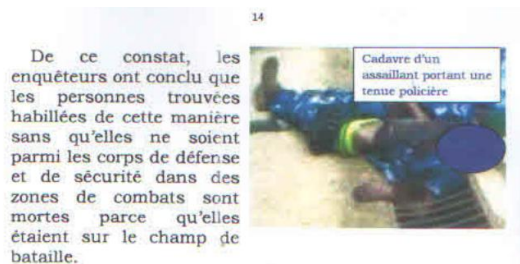 14
De ce constat, les
enquêteurs ont conclu que
les personnes trouvées
habillées de cette manière
sans qu'elles ne soient
parmi les corps de défense
et de sécurité dans des
zones de combats sont
mortes parce qu'elles
étaient sur le champ de
bataille.
Cadavre d'un
assaillant portant une
tenue policière